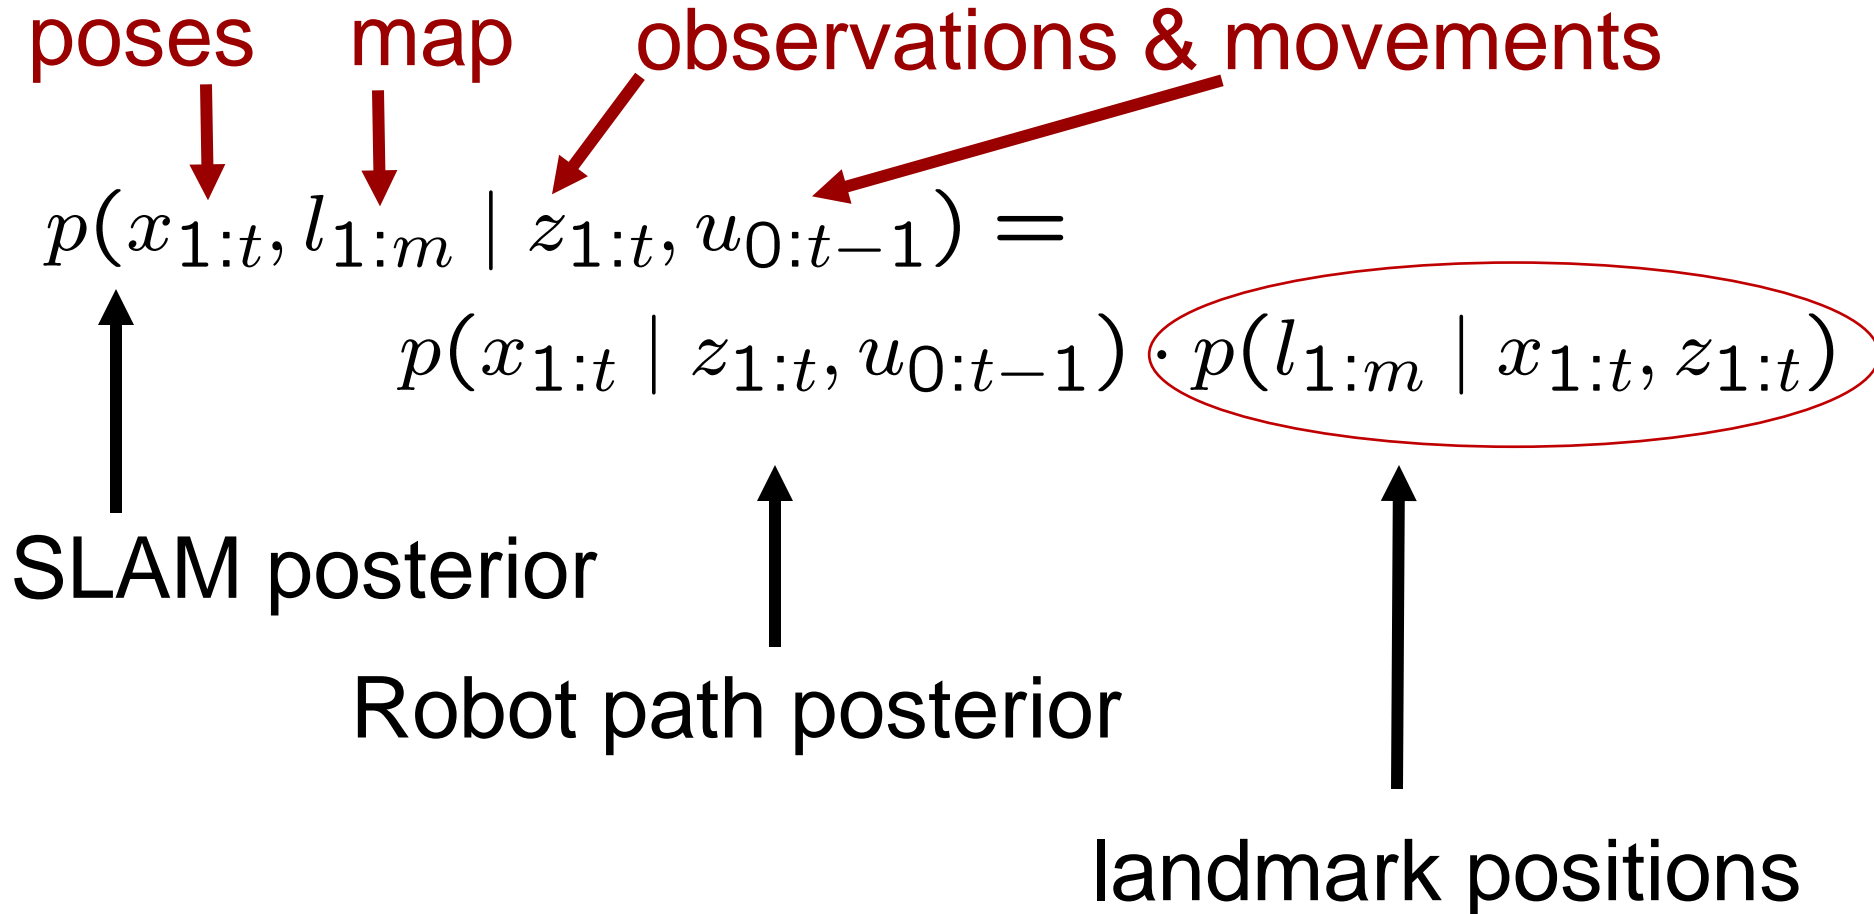 poses map observations & movements
p(x_{1:t}, l_{1:m} | z_{1:t}, u_{0:t−1}) =
p(x_{1:t} | z_{1:t}, u_{0:t−1}) · p(l_{1:m} | x_{1:t}, z_{1:t})
SLAM posterior
Robot path posterior
landmark positions